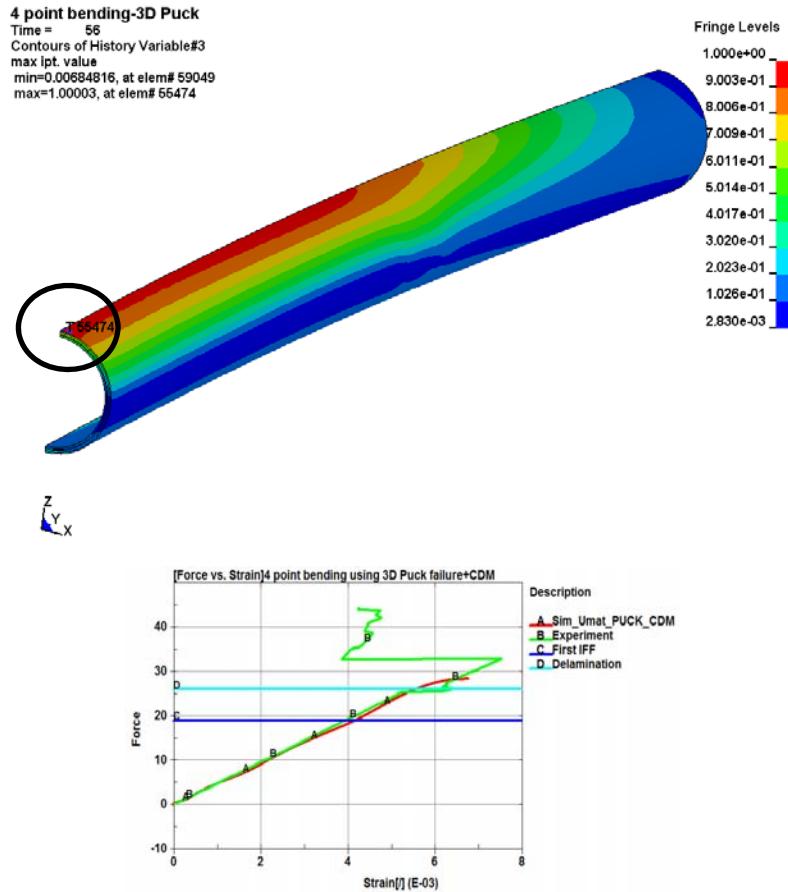 4 point bending-3D Puck
Time = 56
Contours of History Variable#3
max ipt. value
min=0.00684816, at elem# 59049
max=1.00003, at elem# 55474
Fringe Levels
1.000e+00
9.003e-01
8.006e-01
7.009e-01
6.011e-01
5.014e-01
4.017e-01
3.020e-01
2.023e-01
1.026e-01
2.830e-03
55474
Z
Y
X
[Force vs. Strain]4 point bending using 3D Puck failure+CDM
Description
A Sim_Umat_PUCK_CDM
B Experiment
C First IFF
D Delamination
40
30
20
10
0
-10
Force
D
C
A
B
A
B
A
B
A
B
B
0
2
4
6
8
Strain[/] (E-03)